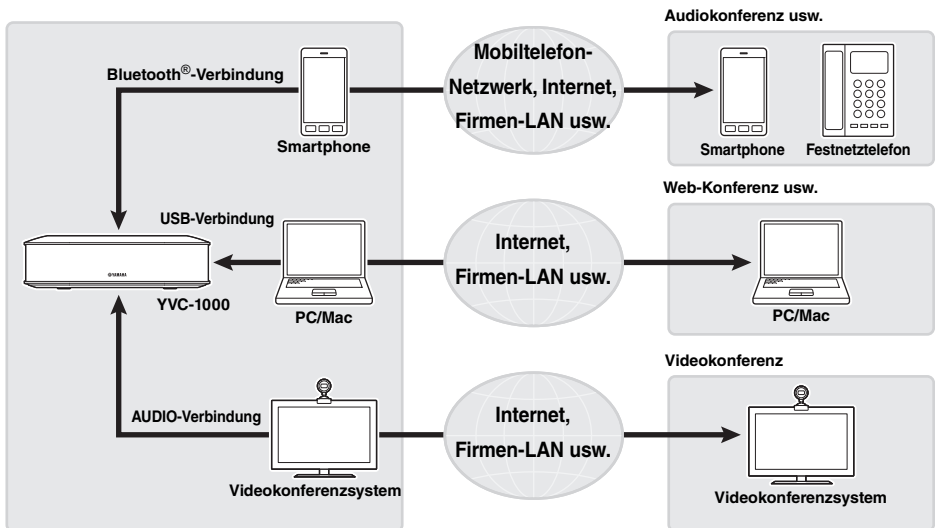 Audiokonferenz usw.
Bluetooth®-Verbindung
Smartphone
Mobiltelefon-
Netzwerk, Internet,
Firmen-LAN usw.
Smartphone
Festnetztelefon
Web-Konferenz usw.
USB-Verbindung
YAMAHA
YVC-1000
PC/Mac
Internet,
Firmen-LAN usw.
PC/Mac
Videokonferenz
AUDIO-Verbindung
Videokonferenzsystem
Internet,
Firmen-LAN usw.
Videokonferenzsystem